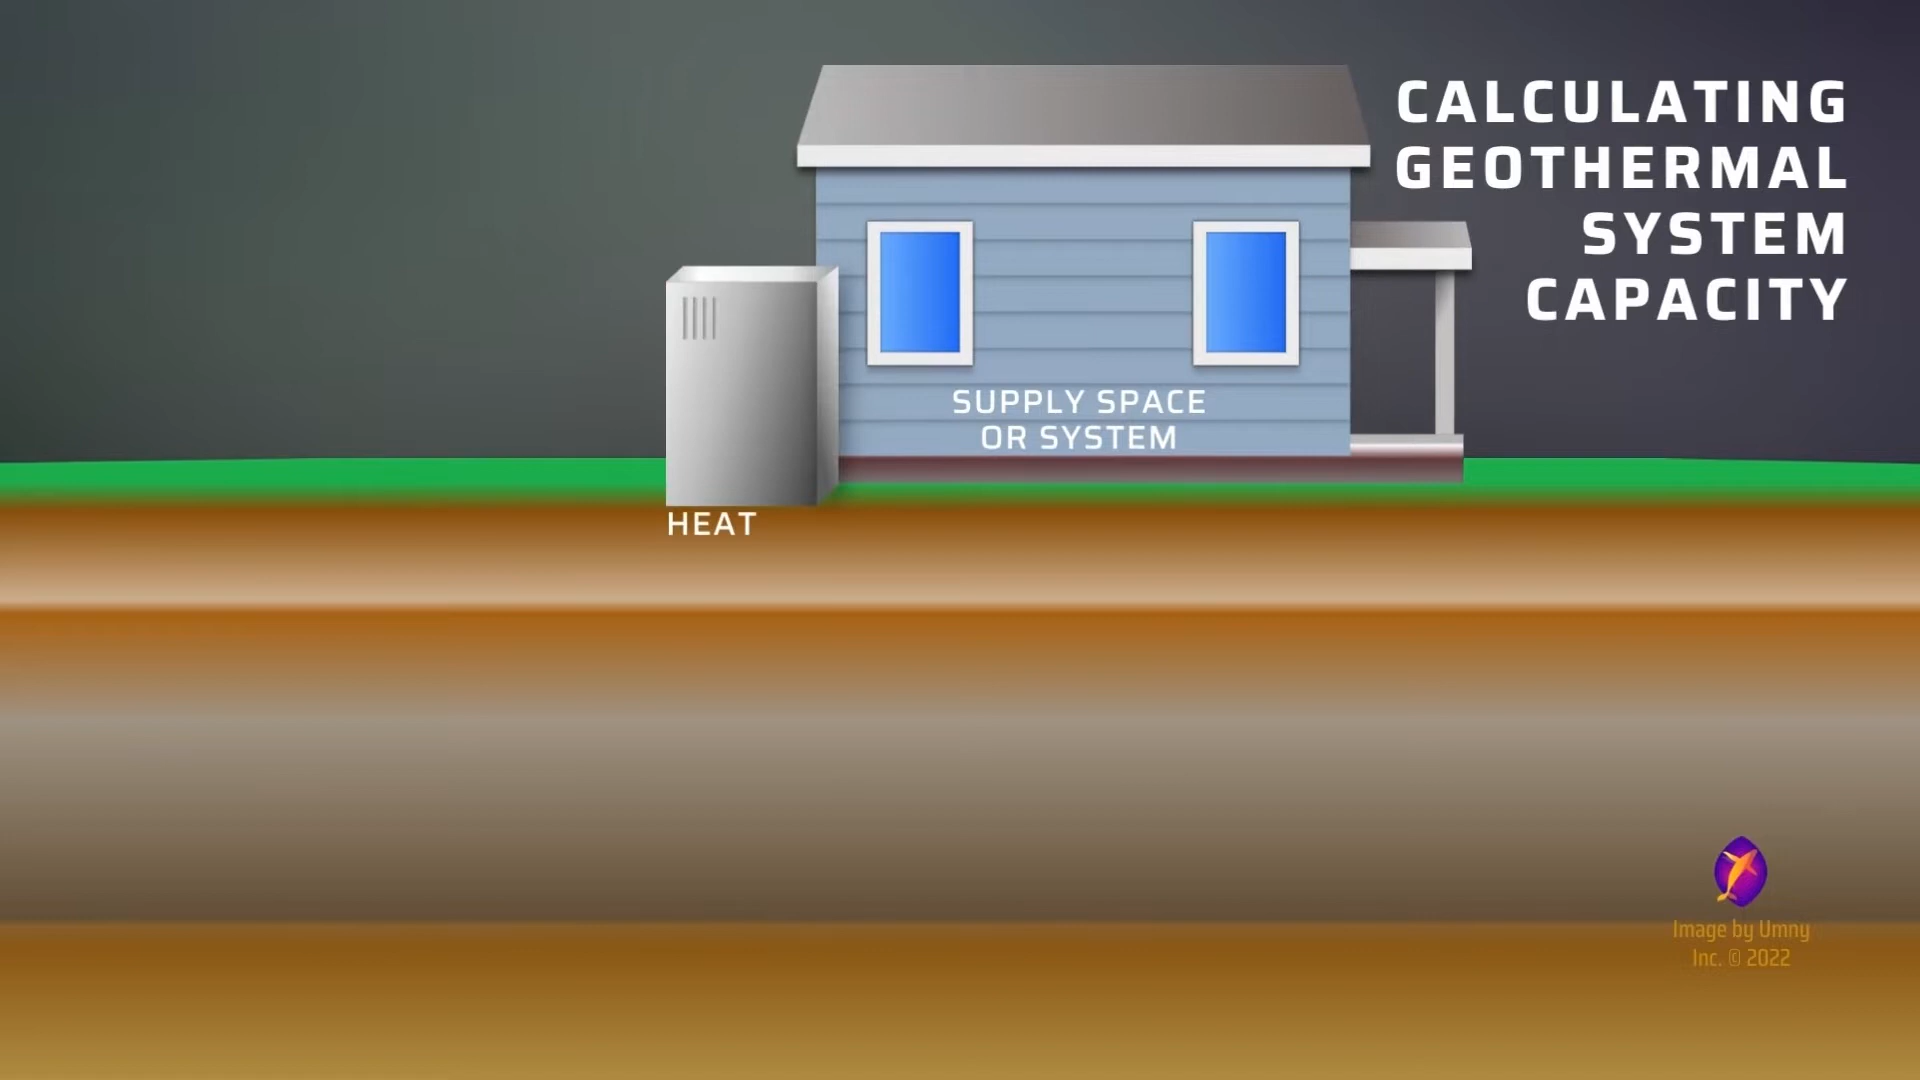 CALCULATING
GEOTHERMAL
SYSTEM
CAPACITY
SUPPLY SPACE
OR SYSTEM
HEAT
Image by Umny
Inc. © 2022